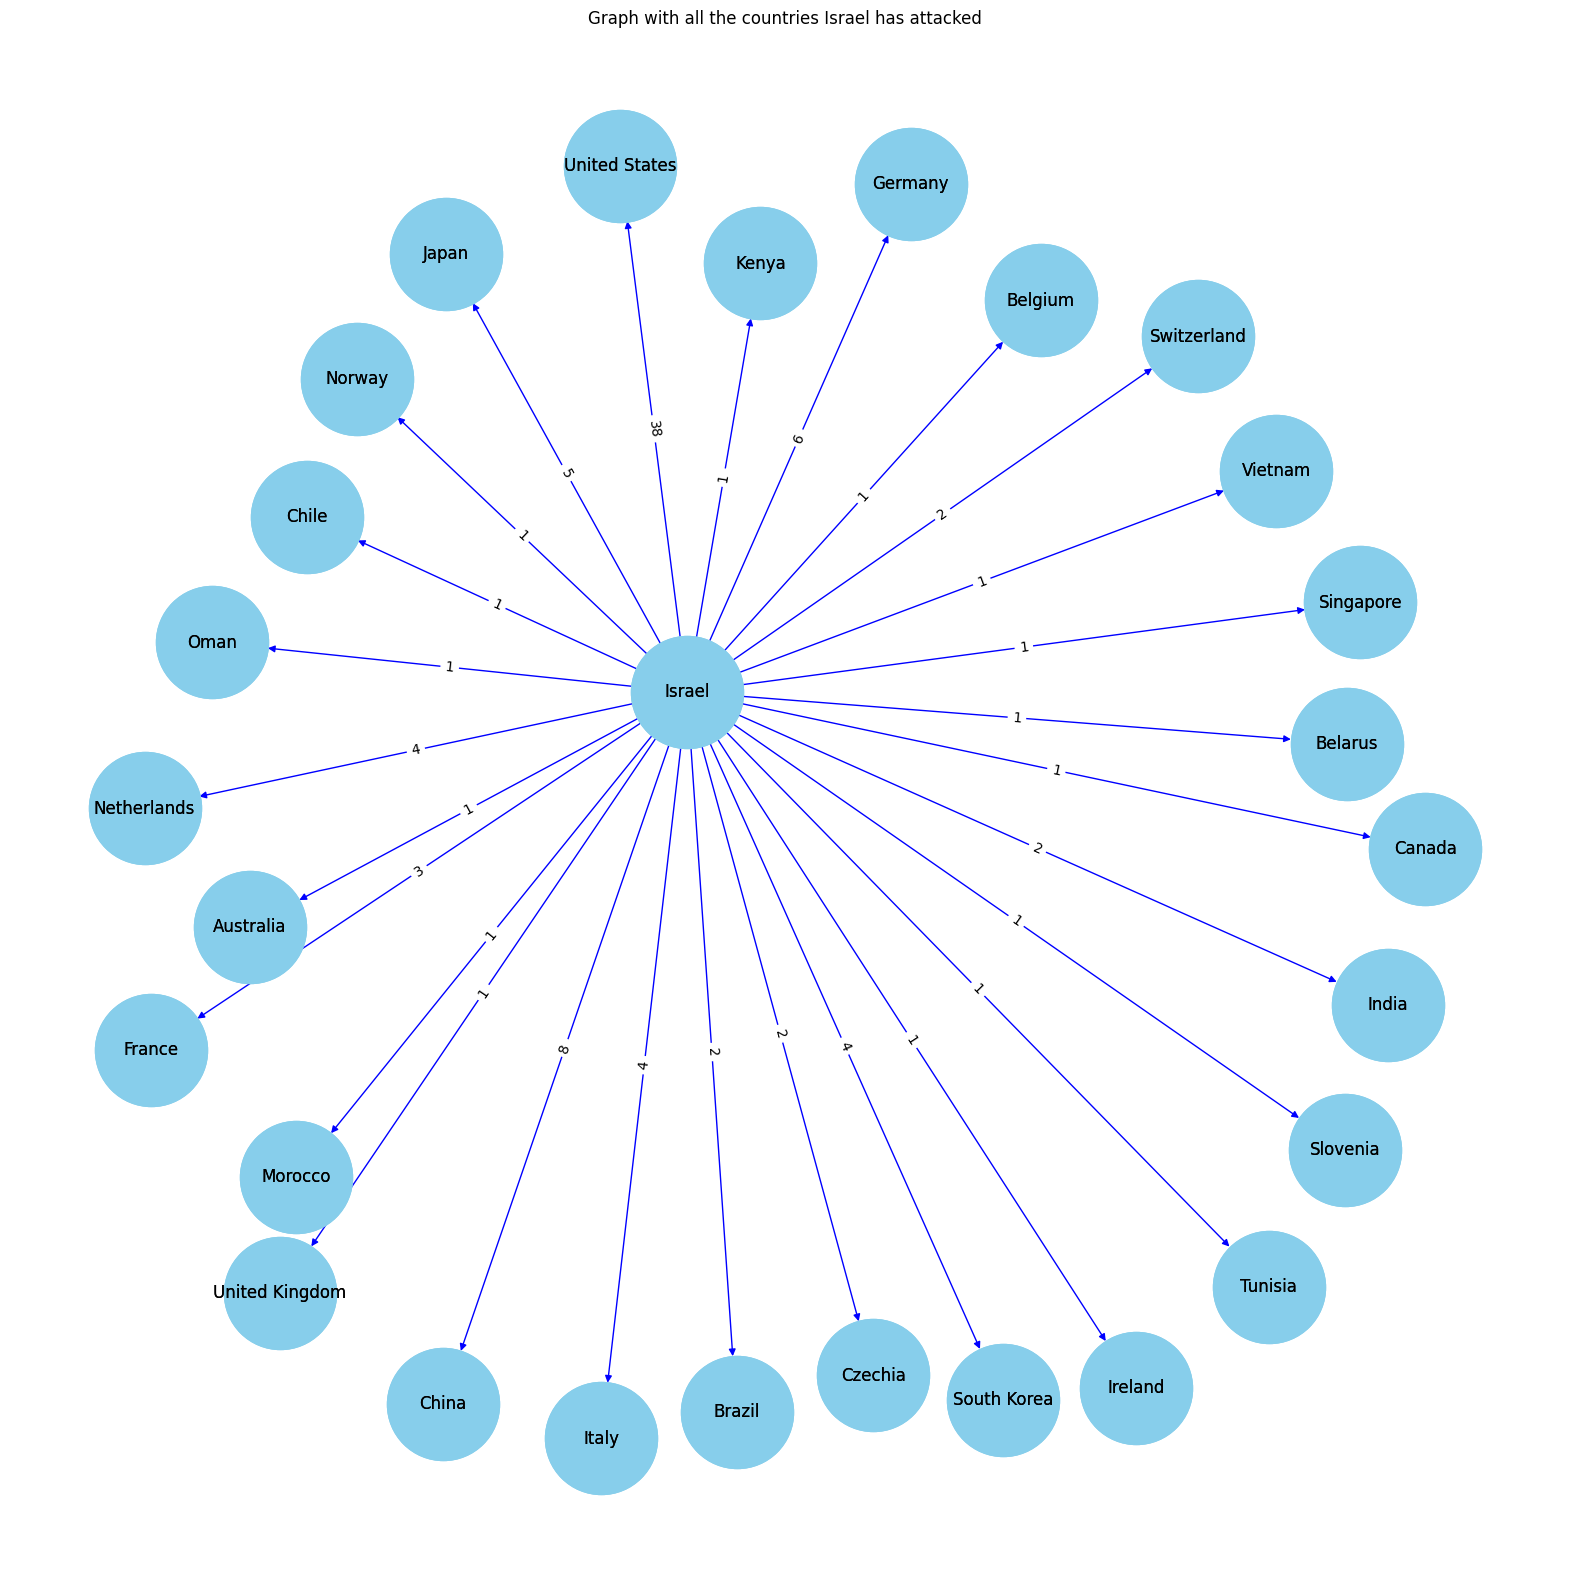 Graph with all the countries Israel has attacked
United States
Germany
Japan
Kenya
Belgium
Switzerland
Norway
38
6
Vietnam
5
1
1
2
Chile
1
1
Singapore
1
1
Oman
1
Israel
1
4
1
Belarus
Netherlands
1
Canada
3
2
Australia
1
1
India
1
1
2
4
1
France
8
4
2
Slovenia
Morocco
Tunisia
United Kingdom
Czechia
Ireland
South Korea
China
Brazil
Italy